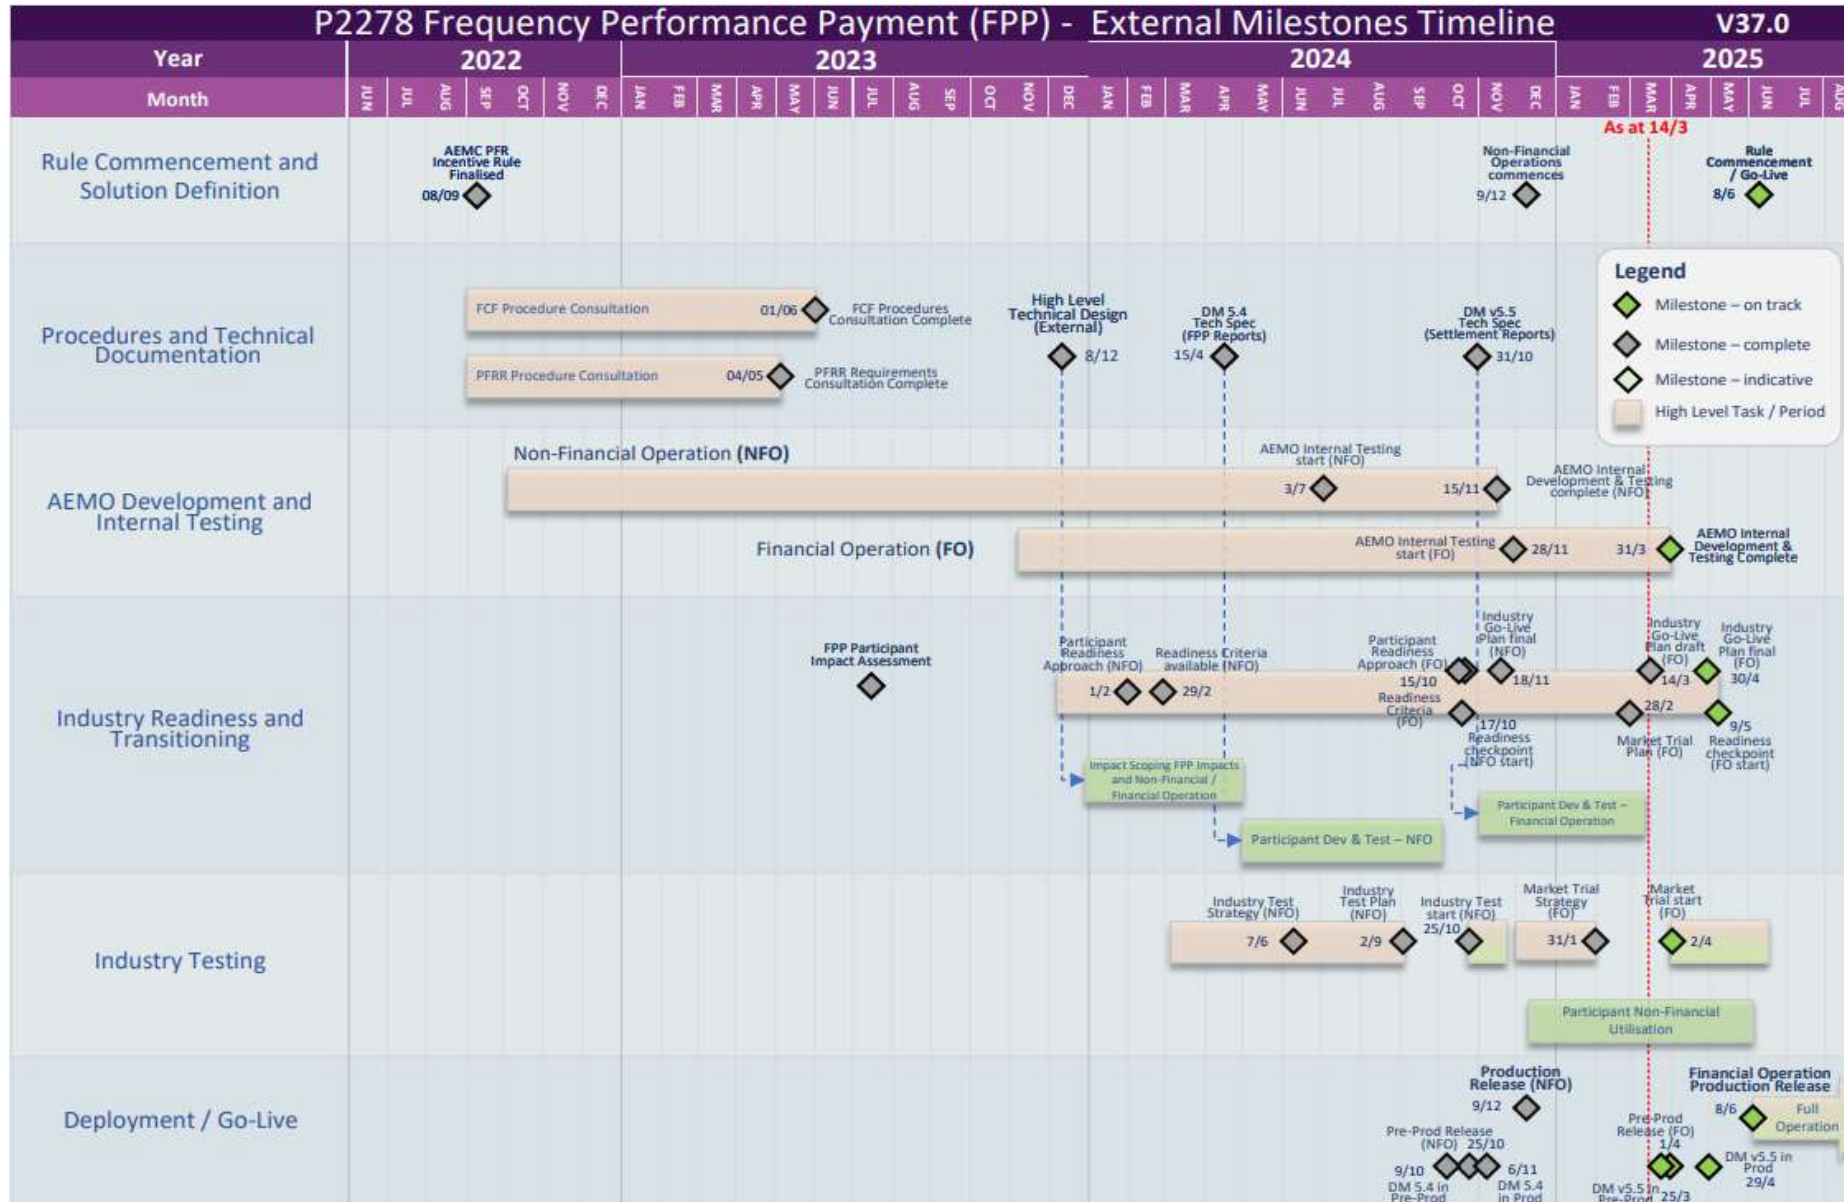 P2278 Frequency Performance Payment (FPP) - External Milestones Timeline V37.0
Year 2022 2023 2024 2025
Month JUN JUL AUG SEP OCT NOV DEC JAN FEB MAR APR MAY JUN JUL AUG SEP OCT NOV DEC JAN FEB MAR APR MAY JUN JUL AUG SEP OCT NOV DEC JAN FEB MAR APR MAY JUN JUL AUG
As at 14/3
Rule Commencement and
Solution Definition
AEMC PFR
Incentive Rule
Finalised
08/09
Non-Financial
Operations
commences
9/12
Rule
Commencement
/ Go-Live
8/6
Legend
Milestone – on track
Milestone – complete
Milestone – indicative
High Level Task / Period
Procedures and Technical
Documentation
FCF Procedure Consultation
01/06
FCF Procedures
Consultation Complete
PFRR Procedure Consultation
04/05
PFRR Requirements
Consultation Complete
High Level
Technical Design
(External)
8/12
DM 5.4
Tech Spec
(FPP Reports)
15/4
DM v5.5
Tech Spec
(Settlement Reports)
31/10
AEMO Development and
Internal Testing
Non-Financial Operation (NFO)
AEMO Internal Testing
start (NFO)
3/7
15/11
AEMO Internal
Development & Testing
complete (NFO)
Financial Operation (FO)
AEMO Internal Testing
start (FO)
28/11
31/3
AEMO Internal
Development &
Testing Complete
Industry Readiness and
Transitioning
FPP Participant
Impact Assessment
Participant
Readiness
Approach (NFO)
1/2
Readiness Criteria
available (NFO)
29/2
Participant
Readiness
Approach (FO)
15/10
Readiness
Criteria
(FO)
17/10
Readiness
checkpoint
(NFO start)
Industry
Go-Live
Plan final
(NFO)
18/11
Industry
Go-Live
Plan draft
(FO)
14/3
Industry
Go-Live
Plan final
(FO)
30/4
28/2
Market Trial
Plan (FO)
9/5
Readiness
checkpoint
(FO start)
Impact Scoping FPP Impacts
and Non-Financial /
Financial Operation
Participant Dev & Test – NFO
Participant Dev & Test –
Financial Operation
Industry Testing
Industry Test
Strategy (NFO)
7/6
Industry
Test Plan
(NFO)
2/9
Industry Test
start (NFO)
25/10
Market Trial
Strategy
(FO)
31/1
Market
Trial start
(FO)
2/4
Participant Non-Financial
Utilisation
Deployment / Go-Live
Production
Release (NFO)
9/12
Pre-Prod Release
(NFO) 25/10
9/10
DM 5.4 in
Pre-Prod
6/11
DM 5.4
in Prod
Financial Operation
Production Release
8/6
Full
Operation
Pre-Prod
Release (FO)
1/4
DM v5.5 in
Pre-Prod 25/3
DM v5.5 in
Prod
29/4